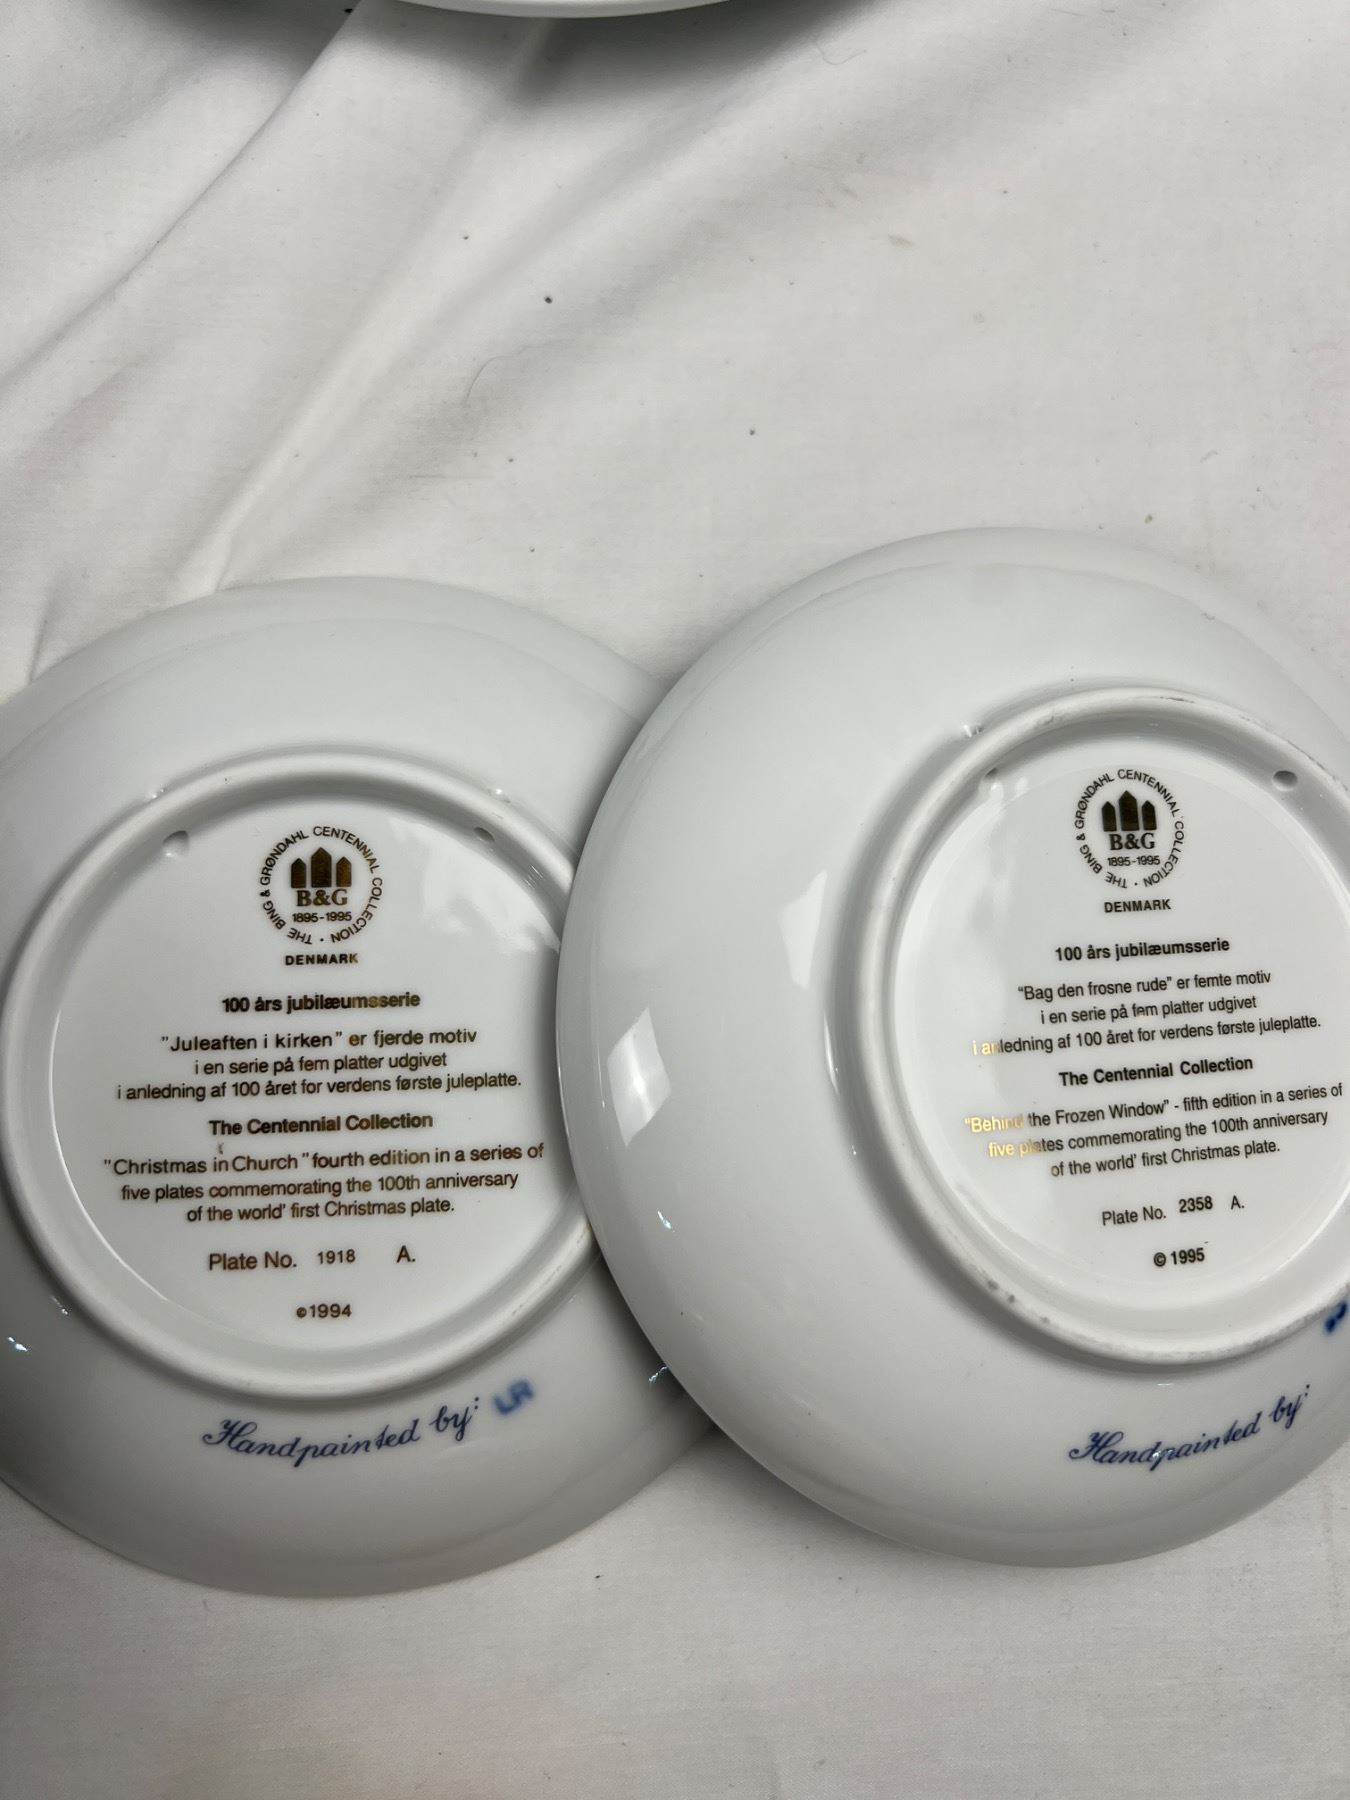 THE BING & GRØNDAHL CENTENNIAL COLLECTION ·
B&G
1895-1995
DENMARK
100 års jubilæumsserie
"Juleaften i kirken" er fjerde motiv
i en serie på fem platter udgivet
i anledning af 100 året for verdens første juleplatte.
The Centennial Collection
"Christmas in Church" fourth edition in a series of
five plates commemorating the 100th anniversary
of the world' first Christmas plate.
Plate No. 1918 A.
©1994
Handpainted by: LR
THE BING & GRØNDAHL CENTENNIAL COLLECTION ·
B&G
1895-1995
DENMARK
100 års jubilæumsserie
"Bag den frosne rude" er femte motiv
i en serie på fem platter udgivet
i anledning af 100 året for verdens første juleplatte.
The Centennial Collection
"Behind the Frozen Window" - fifth edition in a series of
five plates commemorating the 100th anniversary
of the world' first Christmas plate.
Plate No. 2358 A.
© 1995
Handpainted by: